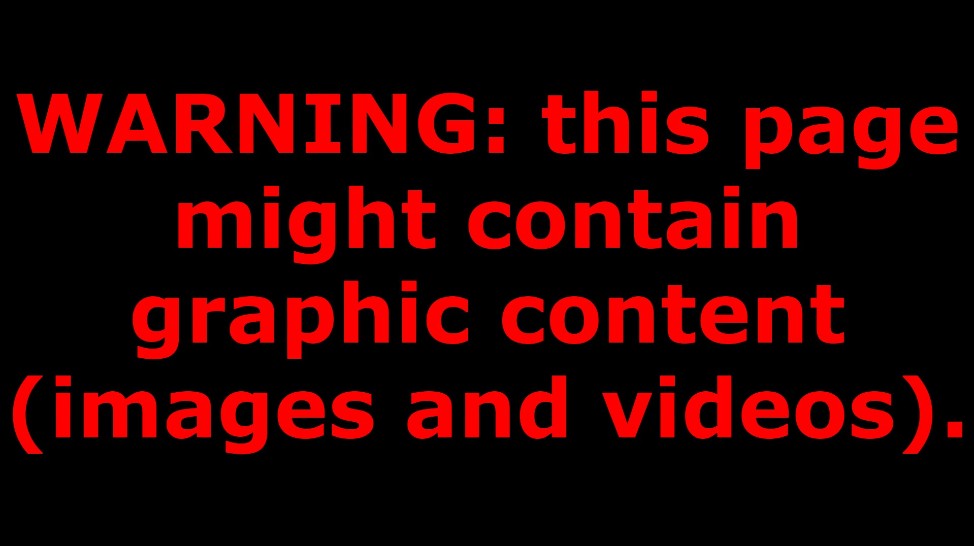 WARNING: this page
might contain
graphic content
(images and videos).